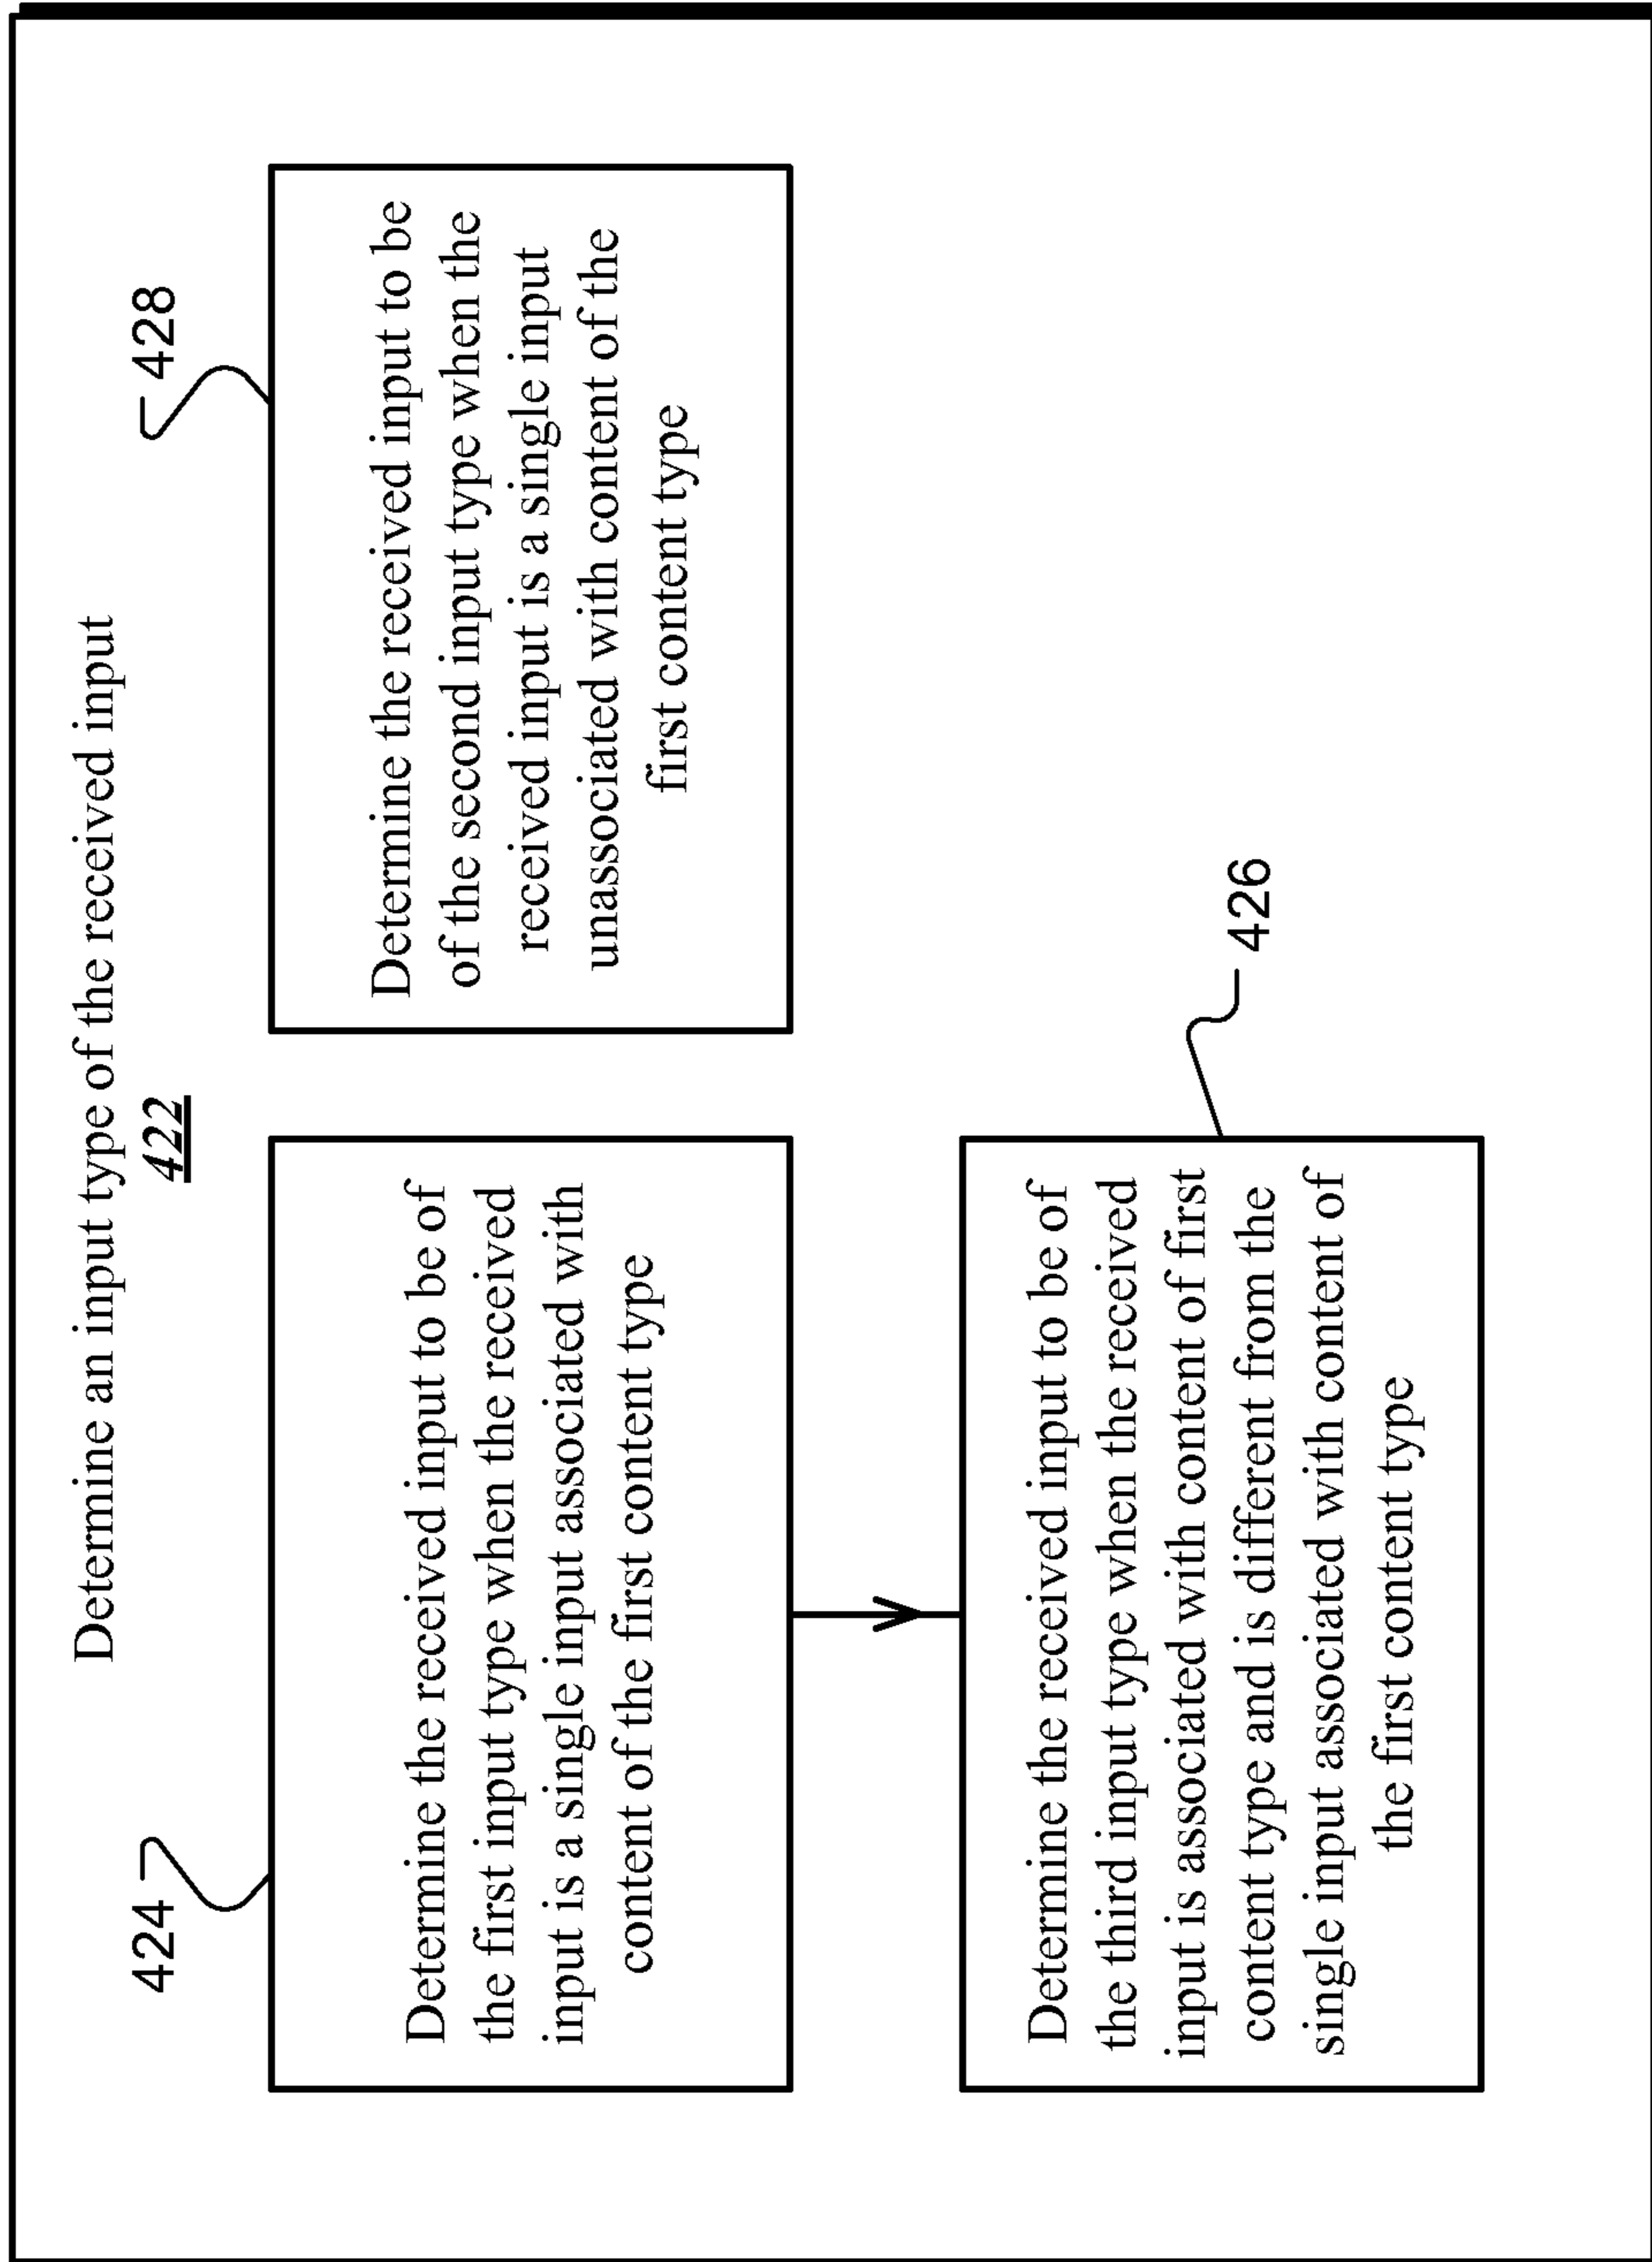 Determine an input type of the received input
422
424
Determine the received input to be of
the first input type when the received
input is a single input associated with
content of the first content type
428
Determine the received input to be
of the second input type when the
received input is a single input
unassociated with content of the
first content type
426
Determine the received input to be of
the third input type when the received
input is associated with content of first
content type and is different from the
single input associated with content of
the first content type